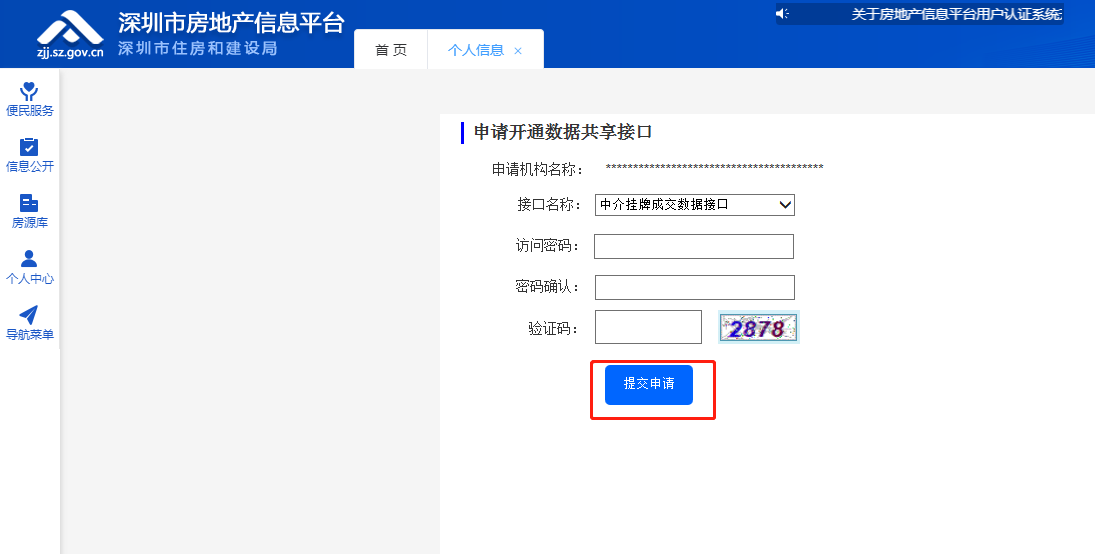 zjj.sz.gov.cn
深圳市房地产信息平台
深圳市住房和建设局
首 页
个人信息 ×
关于房地产信息平台用户认证系统
便民服务
信息公开
房源库
个人中心
导航菜单
申请开通数据共享接口
申请机构名称： ****************************************
接口名称： 中介挂牌成交数据接口
访问密码：
密码确认：
验证码： 2878
提交申请